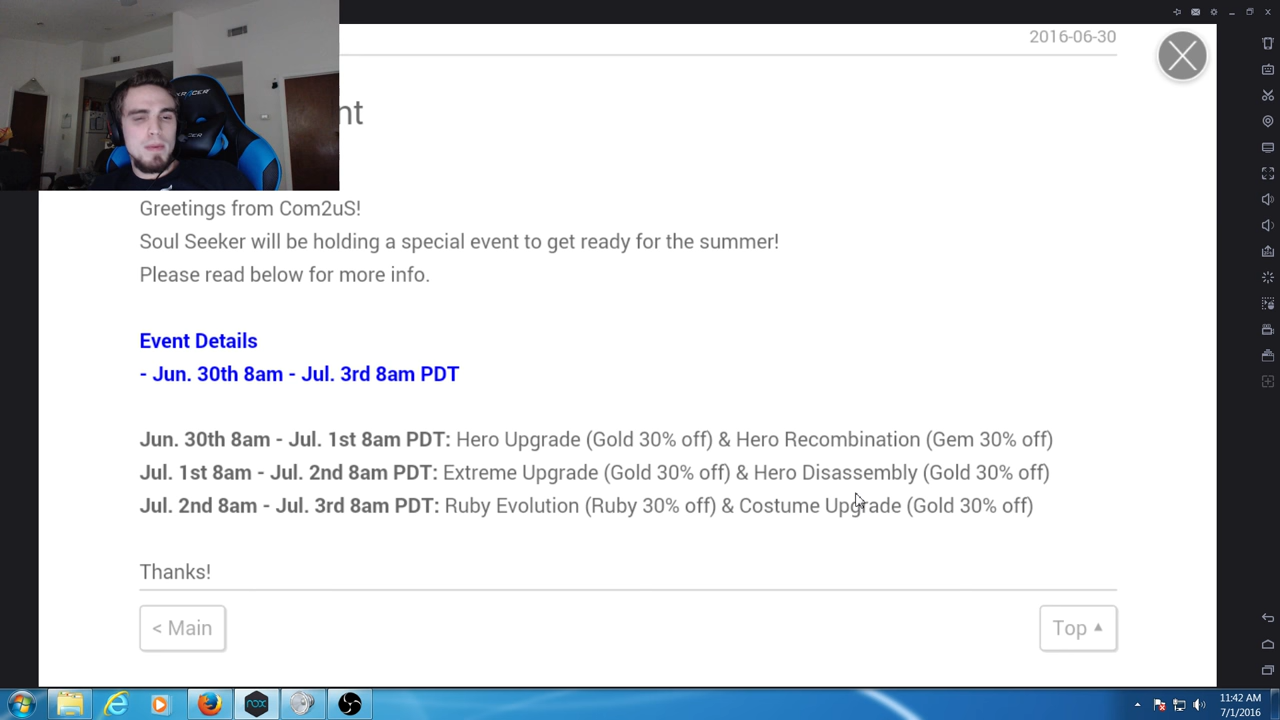 2016-06-30
nt
Greetings from Com2uS!
Soul Seeker will be holding a special event to get ready for the summer!
Please read below for more info.
Event Details
- Jun. 30th 8am - Jul. 3rd 8am PDT
Jun. 30th 8am - Jul. 1st 8am PDT: Hero Upgrade (Gold 30% off) & Hero Recombination (Gem 30% off)
Jul. 1st 8am - Jul. 2nd 8am PDT: Extreme Upgrade (Gold 30% off) & Hero Disassembly (Gold 30% off)
Jul. 2nd 8am - Jul. 3rd 8am PDT: Ruby Evolution (Ruby 30% off) & Costume Upgrade (Gold 30% off)
Thanks!
< Main
Top ▲
nox
11:42 AM
7/1/2016